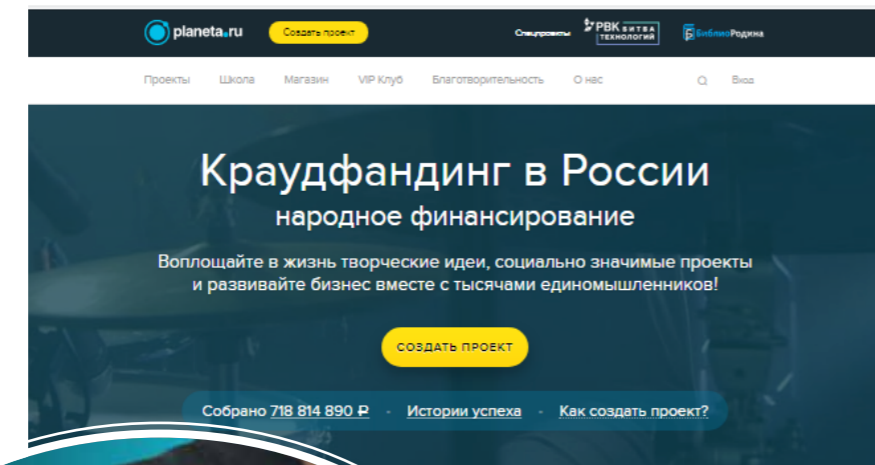 planeta.ru
Создать проект
Спецпроекты
РВК БИТВА ТЕХНОЛОГИЙ
БиблиоРодина
Проекты Школа Магазин VIP Клуб Благотворительность О нас Вход
Краудфандинг в России
народное финансирование
Воплощайте в жизнь творческие идеи, социально значимые проекты
и развивайте бизнес вместе с тысячами единомышленников!
СОЗДАТЬ ПРОЕКТ
Собрано 718 814 890 ₽ - Истории успеха - Как создать проект?